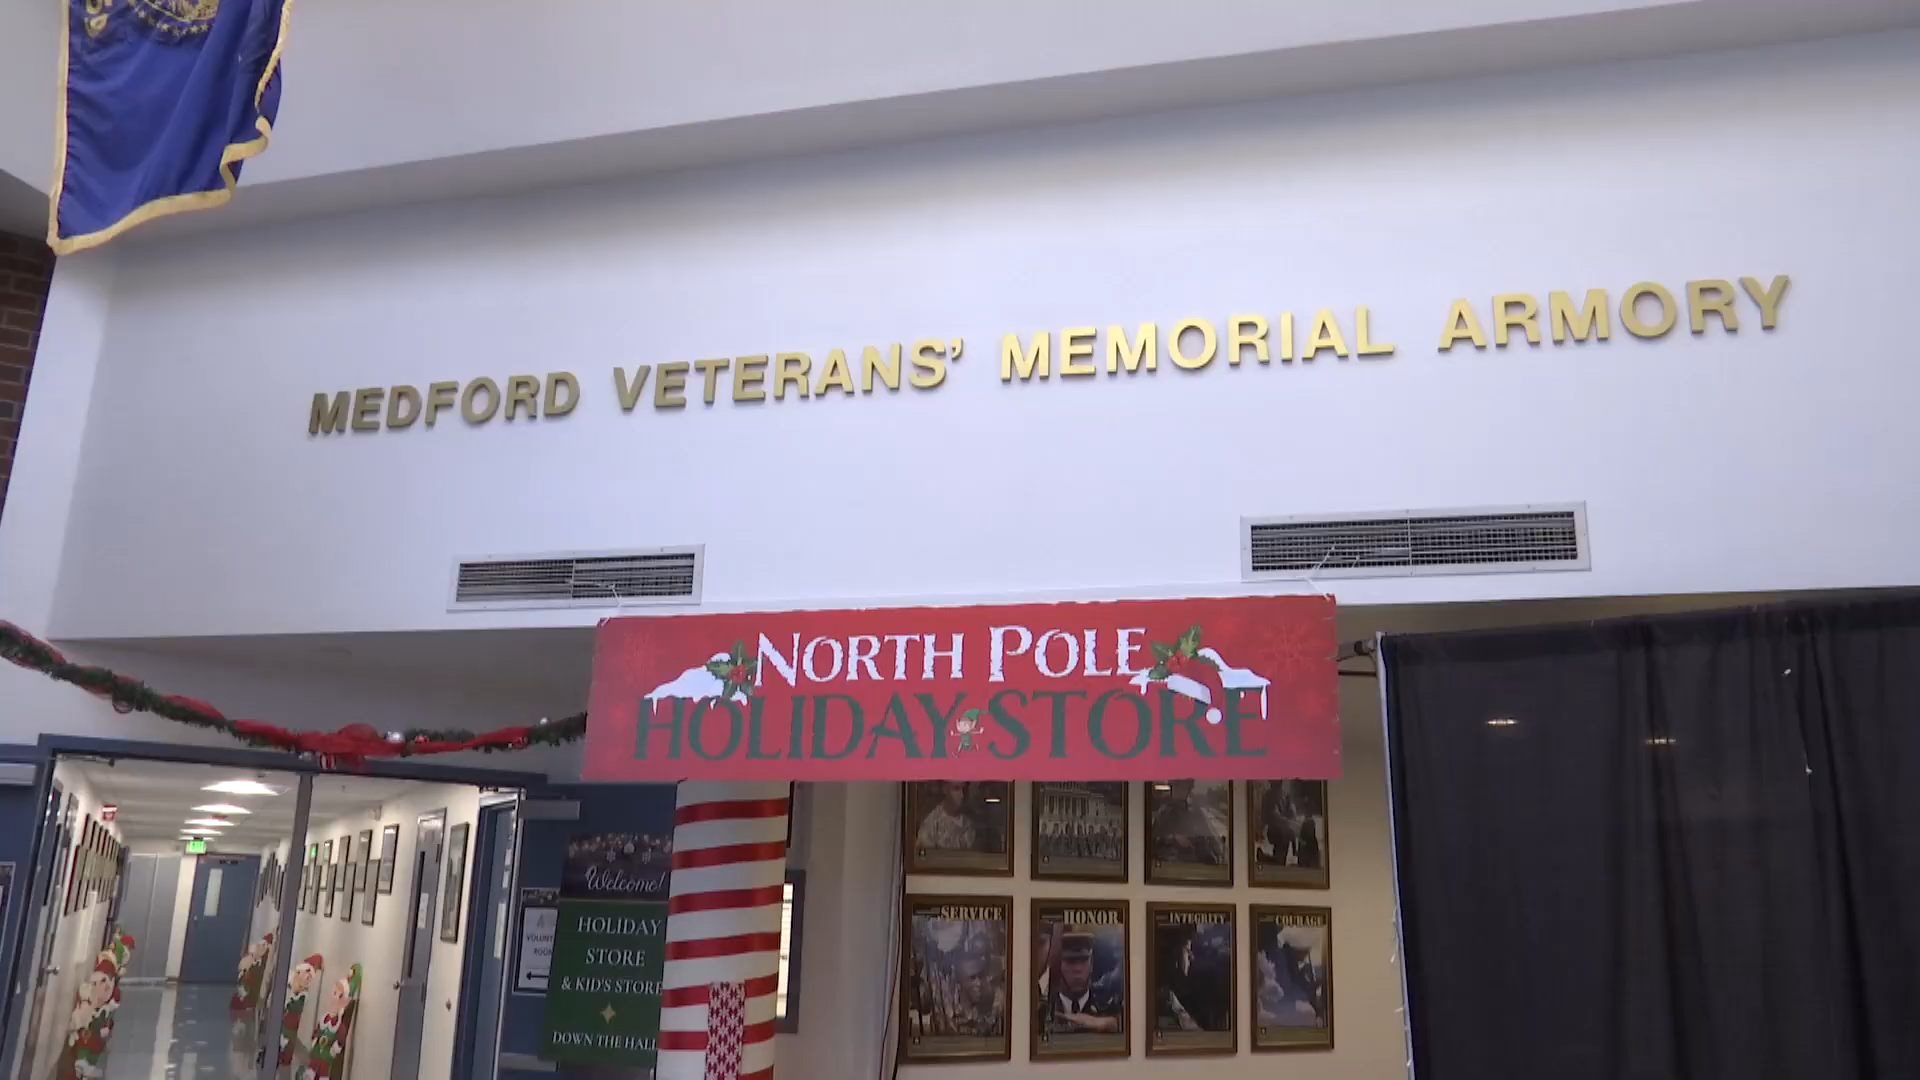 MEDFORD VETERANS' MEMORIAL ARMORY
NORTH POLE
HOLIDAY STORE
Welcome!
HOLIDAY
STORE
& KID'S STORE
DOWN THE HALL
SERVICE
HONOR
INTEGRITY
COURAGE